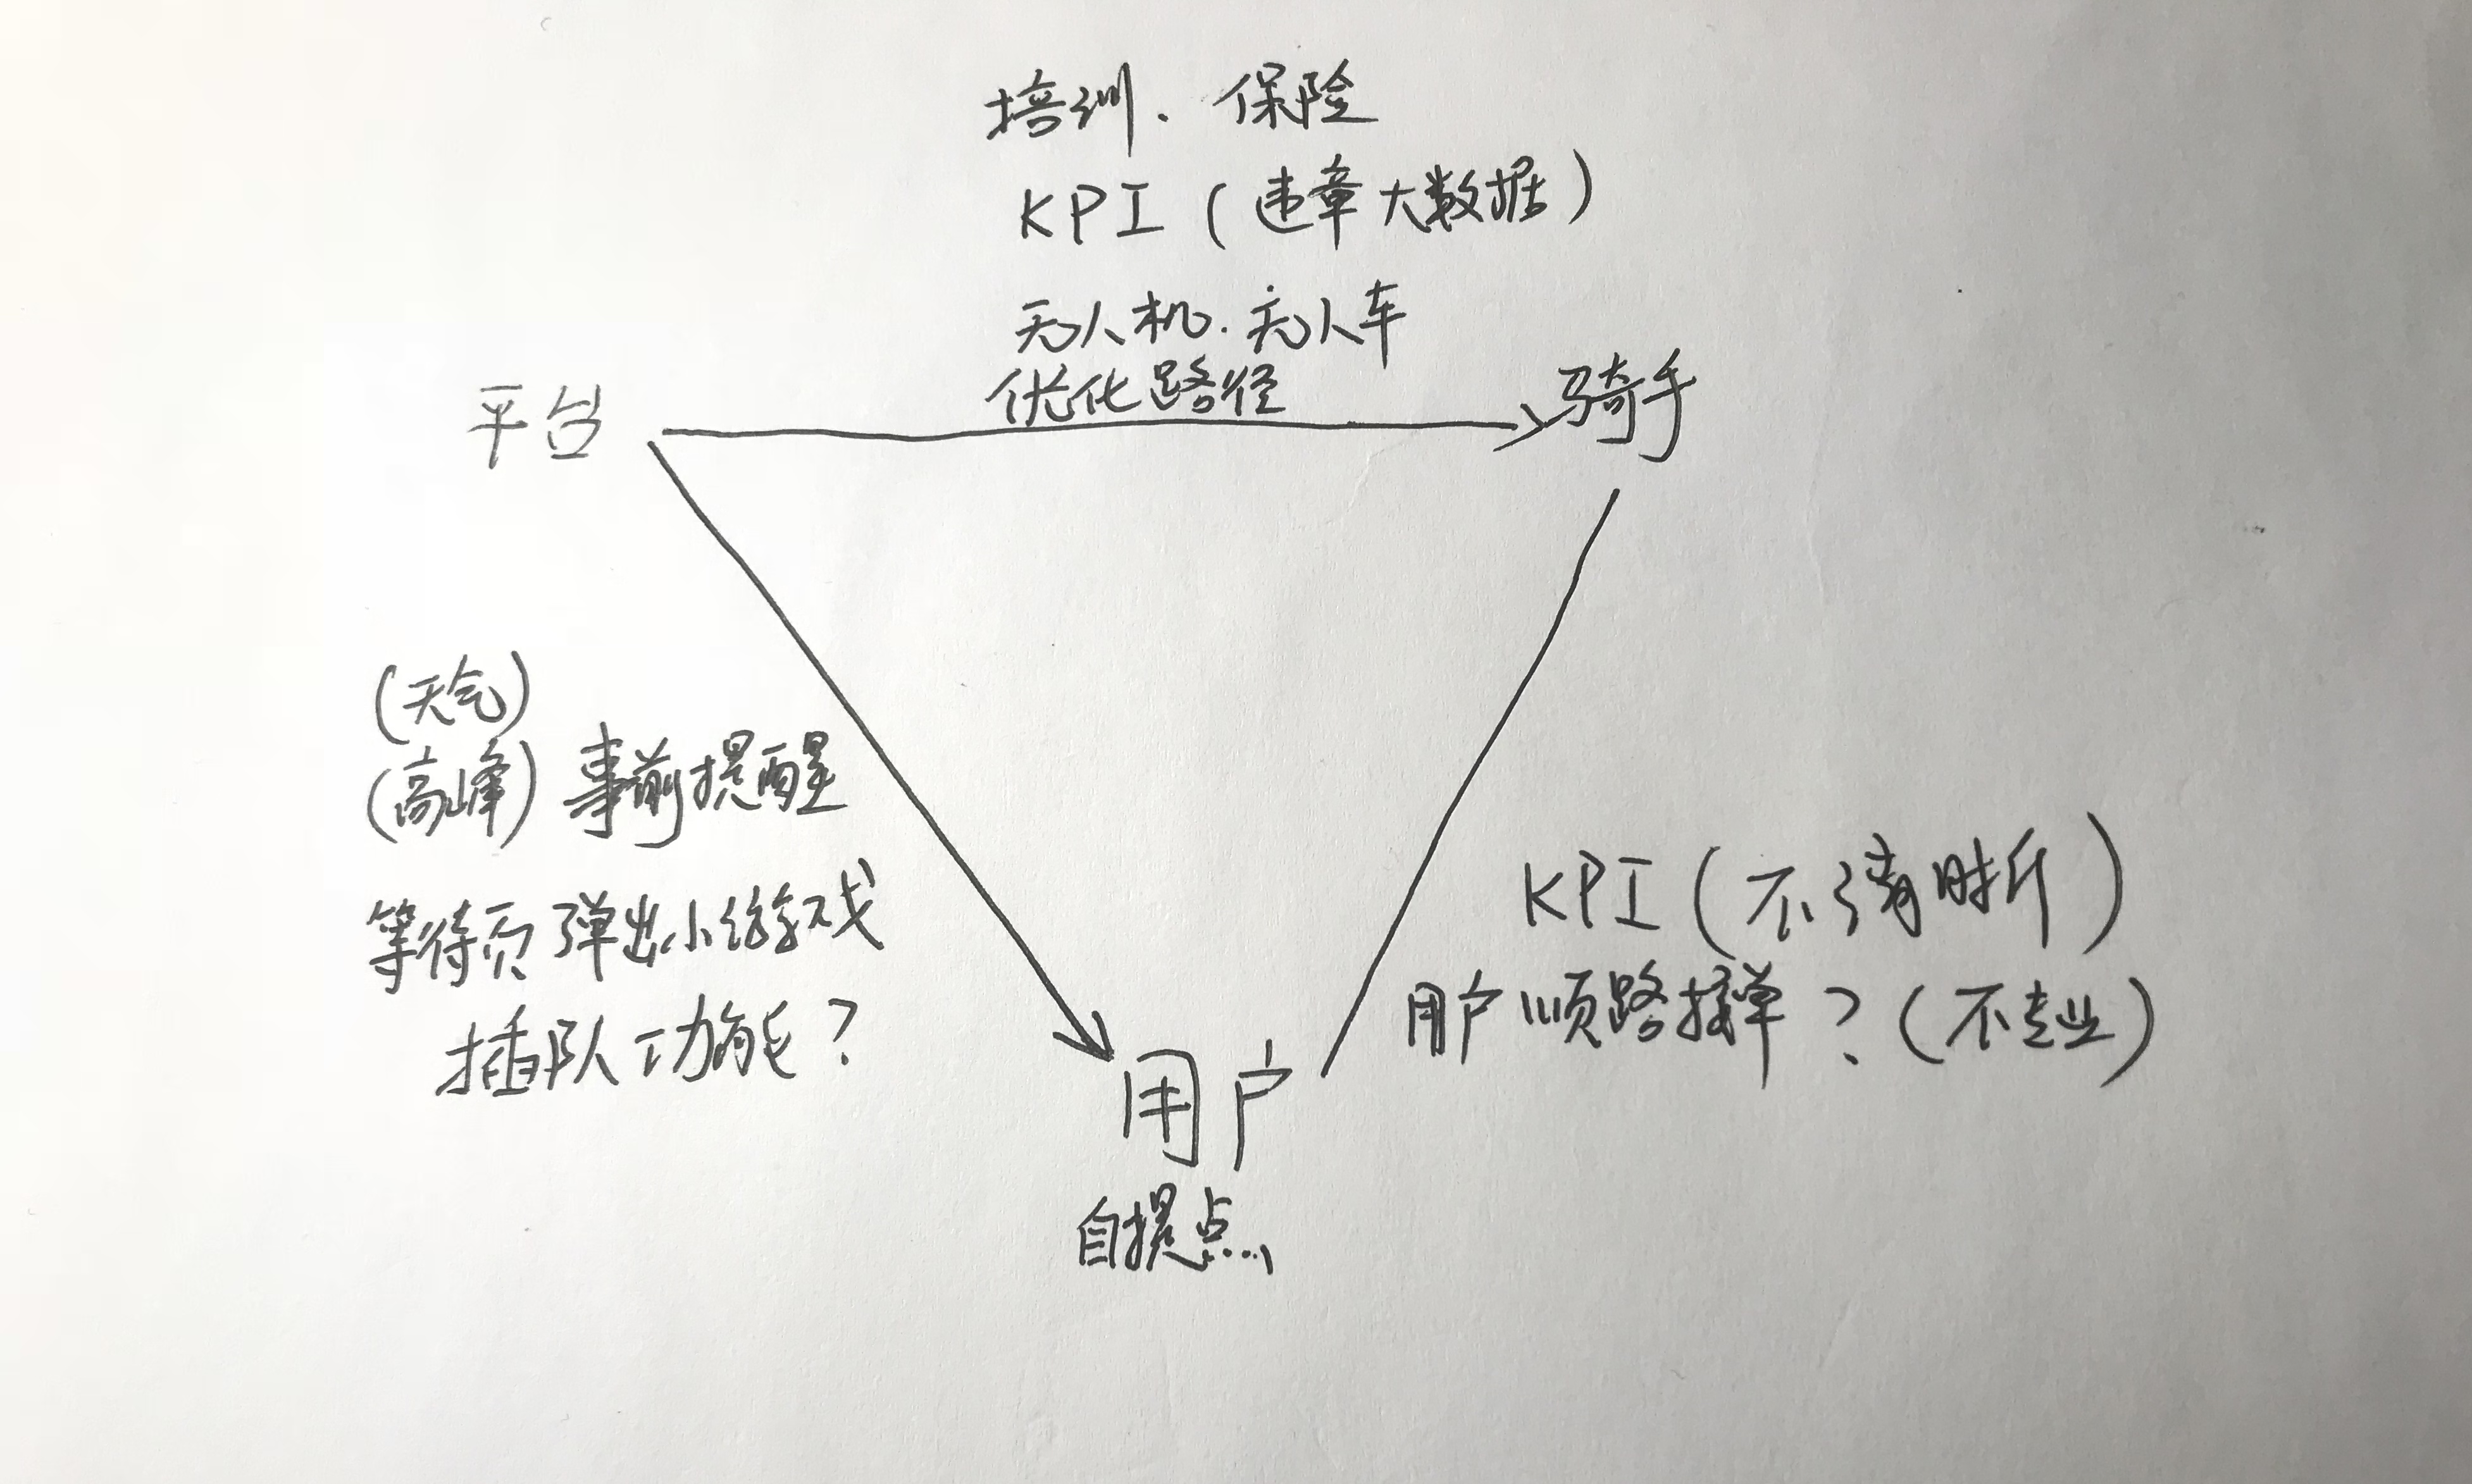 培训、保险
KPI（违章大数据）
无人机、无人车
优化路径
平台
骑手
（天气）
（高峰）事前提醒
等待页弹出小游戏
插队功能？
KPI（不清晰）
用户顺路接单？（不专业）
用户
自提点